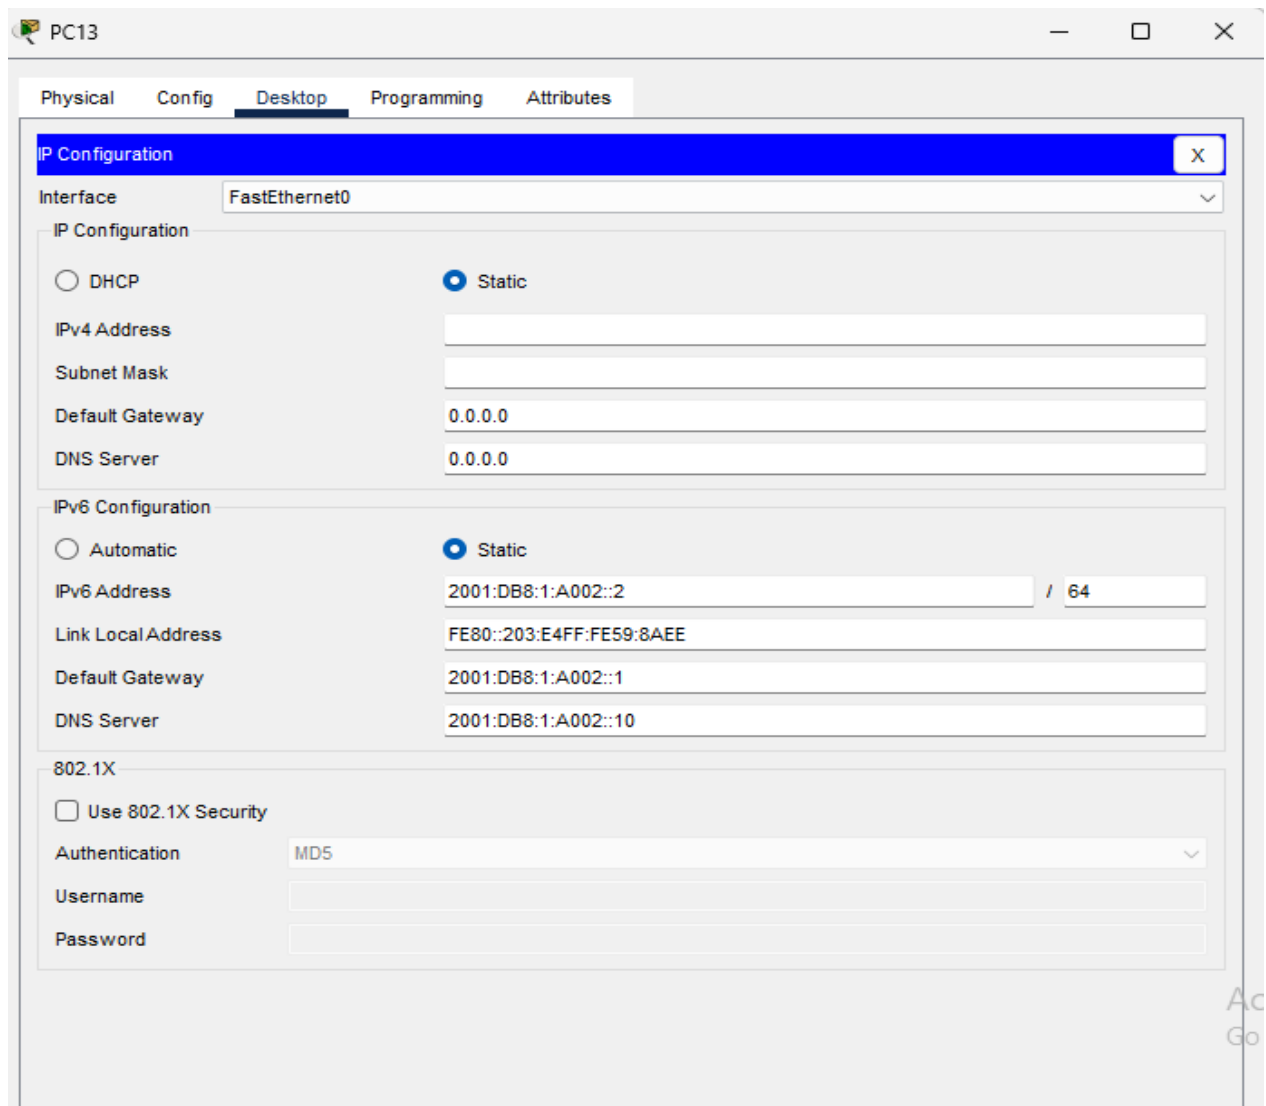 PC13
Physical Config Desktop Programming Attributes
IP Configuration X
Interface FastEthernet0
IP Configuration
DHCP Static
IPv4 Address
Subnet Mask
Default Gateway 0.0.0.0
DNS Server 0.0.0.0
IPv6 Configuration
Automatic Static
IPv6 Address 2001:DB8:1:A002::2 / 64
Link Local Address FE80::203:E4FF:FE59:8AEE
Default Gateway 2001:DB8:1:A002::1
DNS Server 2001:DB8:1:A002::10
802.1X
Use 802.1X Security
Authentication MD5
Username
Password
Ac
Go